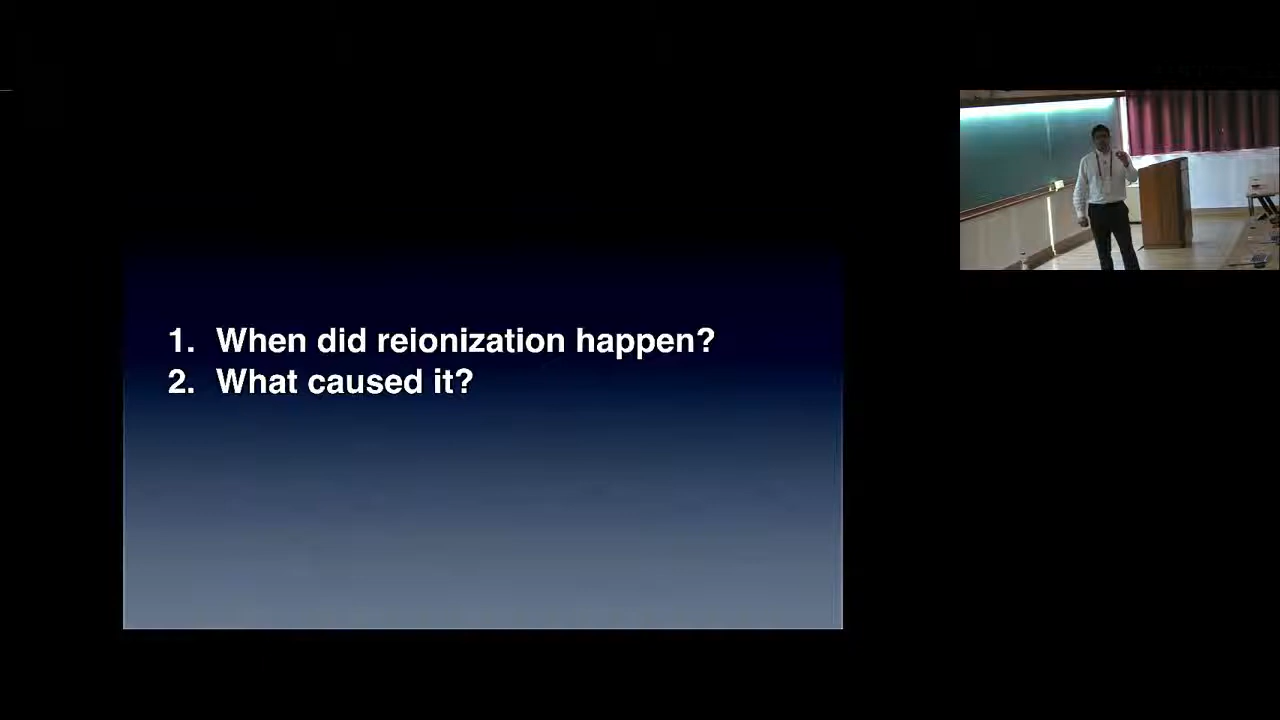 1. When did reionization happen?
2. What caused it?